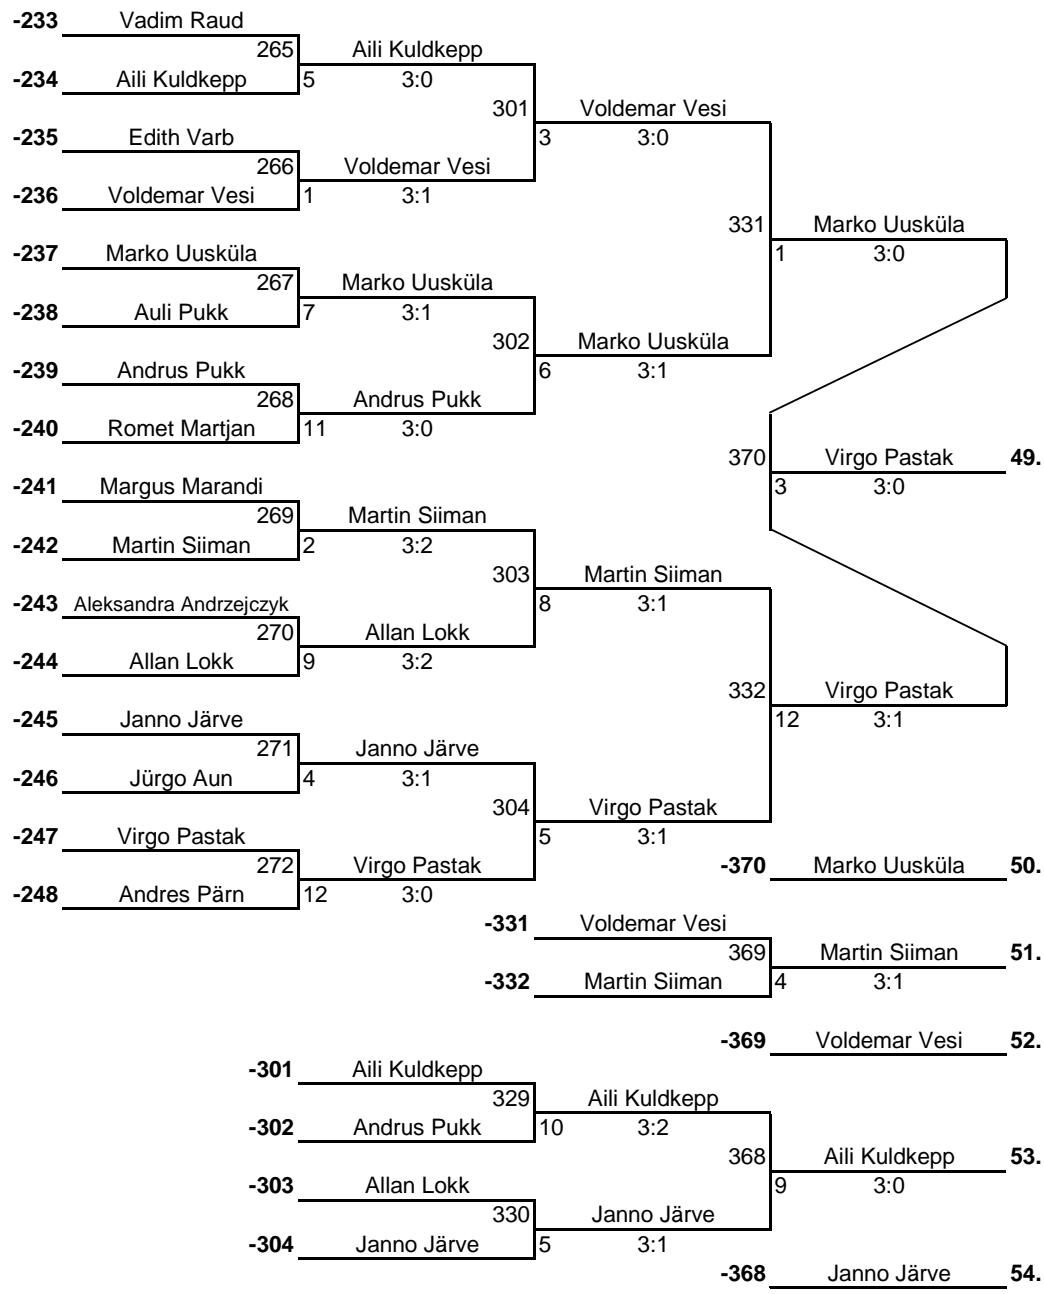 -233 Vadim Raud
265 Aili Kuldkepp
-234 Aili Kuldkepp 5 3:0
301 Voldemar Vesi
-235 Edith Varb 3 3:0
266 Voldemar Vesi
-236 Voldemar Vesi 1 3:1
331 Marko Uusküla
-237 Marko Uusküla 1 3:0
267 Marko Uusküla
-238 Auli Pukk 7 3:1
302 Marko Uusküla
-239 Andrus Pukk 6 3:1
268 Andrus Pukk
-240 Romet Martjan 11 3:0
370 Virgo Pastak 49.
-241 Margus Marandi 3 3:0
269 Martin Siiman
-242 Martin Siiman 2 3:2
303 Martin Siiman
-243 Aleksandra Andrzejczyk 8 3:1
270 Allan Lokk
-244 Allan Lokk 9 3:2
332 Virgo Pastak
-245 Janno Järve 12 3:1
271 Janno Järve
-246 Jürgo Aun 4 3:1
304 Virgo Pastak
-247 Virgo Pastak 5 3:1
272 Virgo Pastak -370 Marko Uusküla 50.
-248 Andres Pärn 12 3:0
-331 Voldemar Vesi
369 Martin Siiman 51.
-332 Martin Siiman 4 3:1
-369 Voldemar Vesi 52.
-301 Aili Kuldkepp
329 Aili Kuldkepp
-302 Andrus Pukk 10 3:2
368 Aili Kuldkepp 53.
-303 Allan Lokk 9 3:0
330 Janno Järve
-304 Janno Järve 5 3:1
-368 Janno Järve 54.